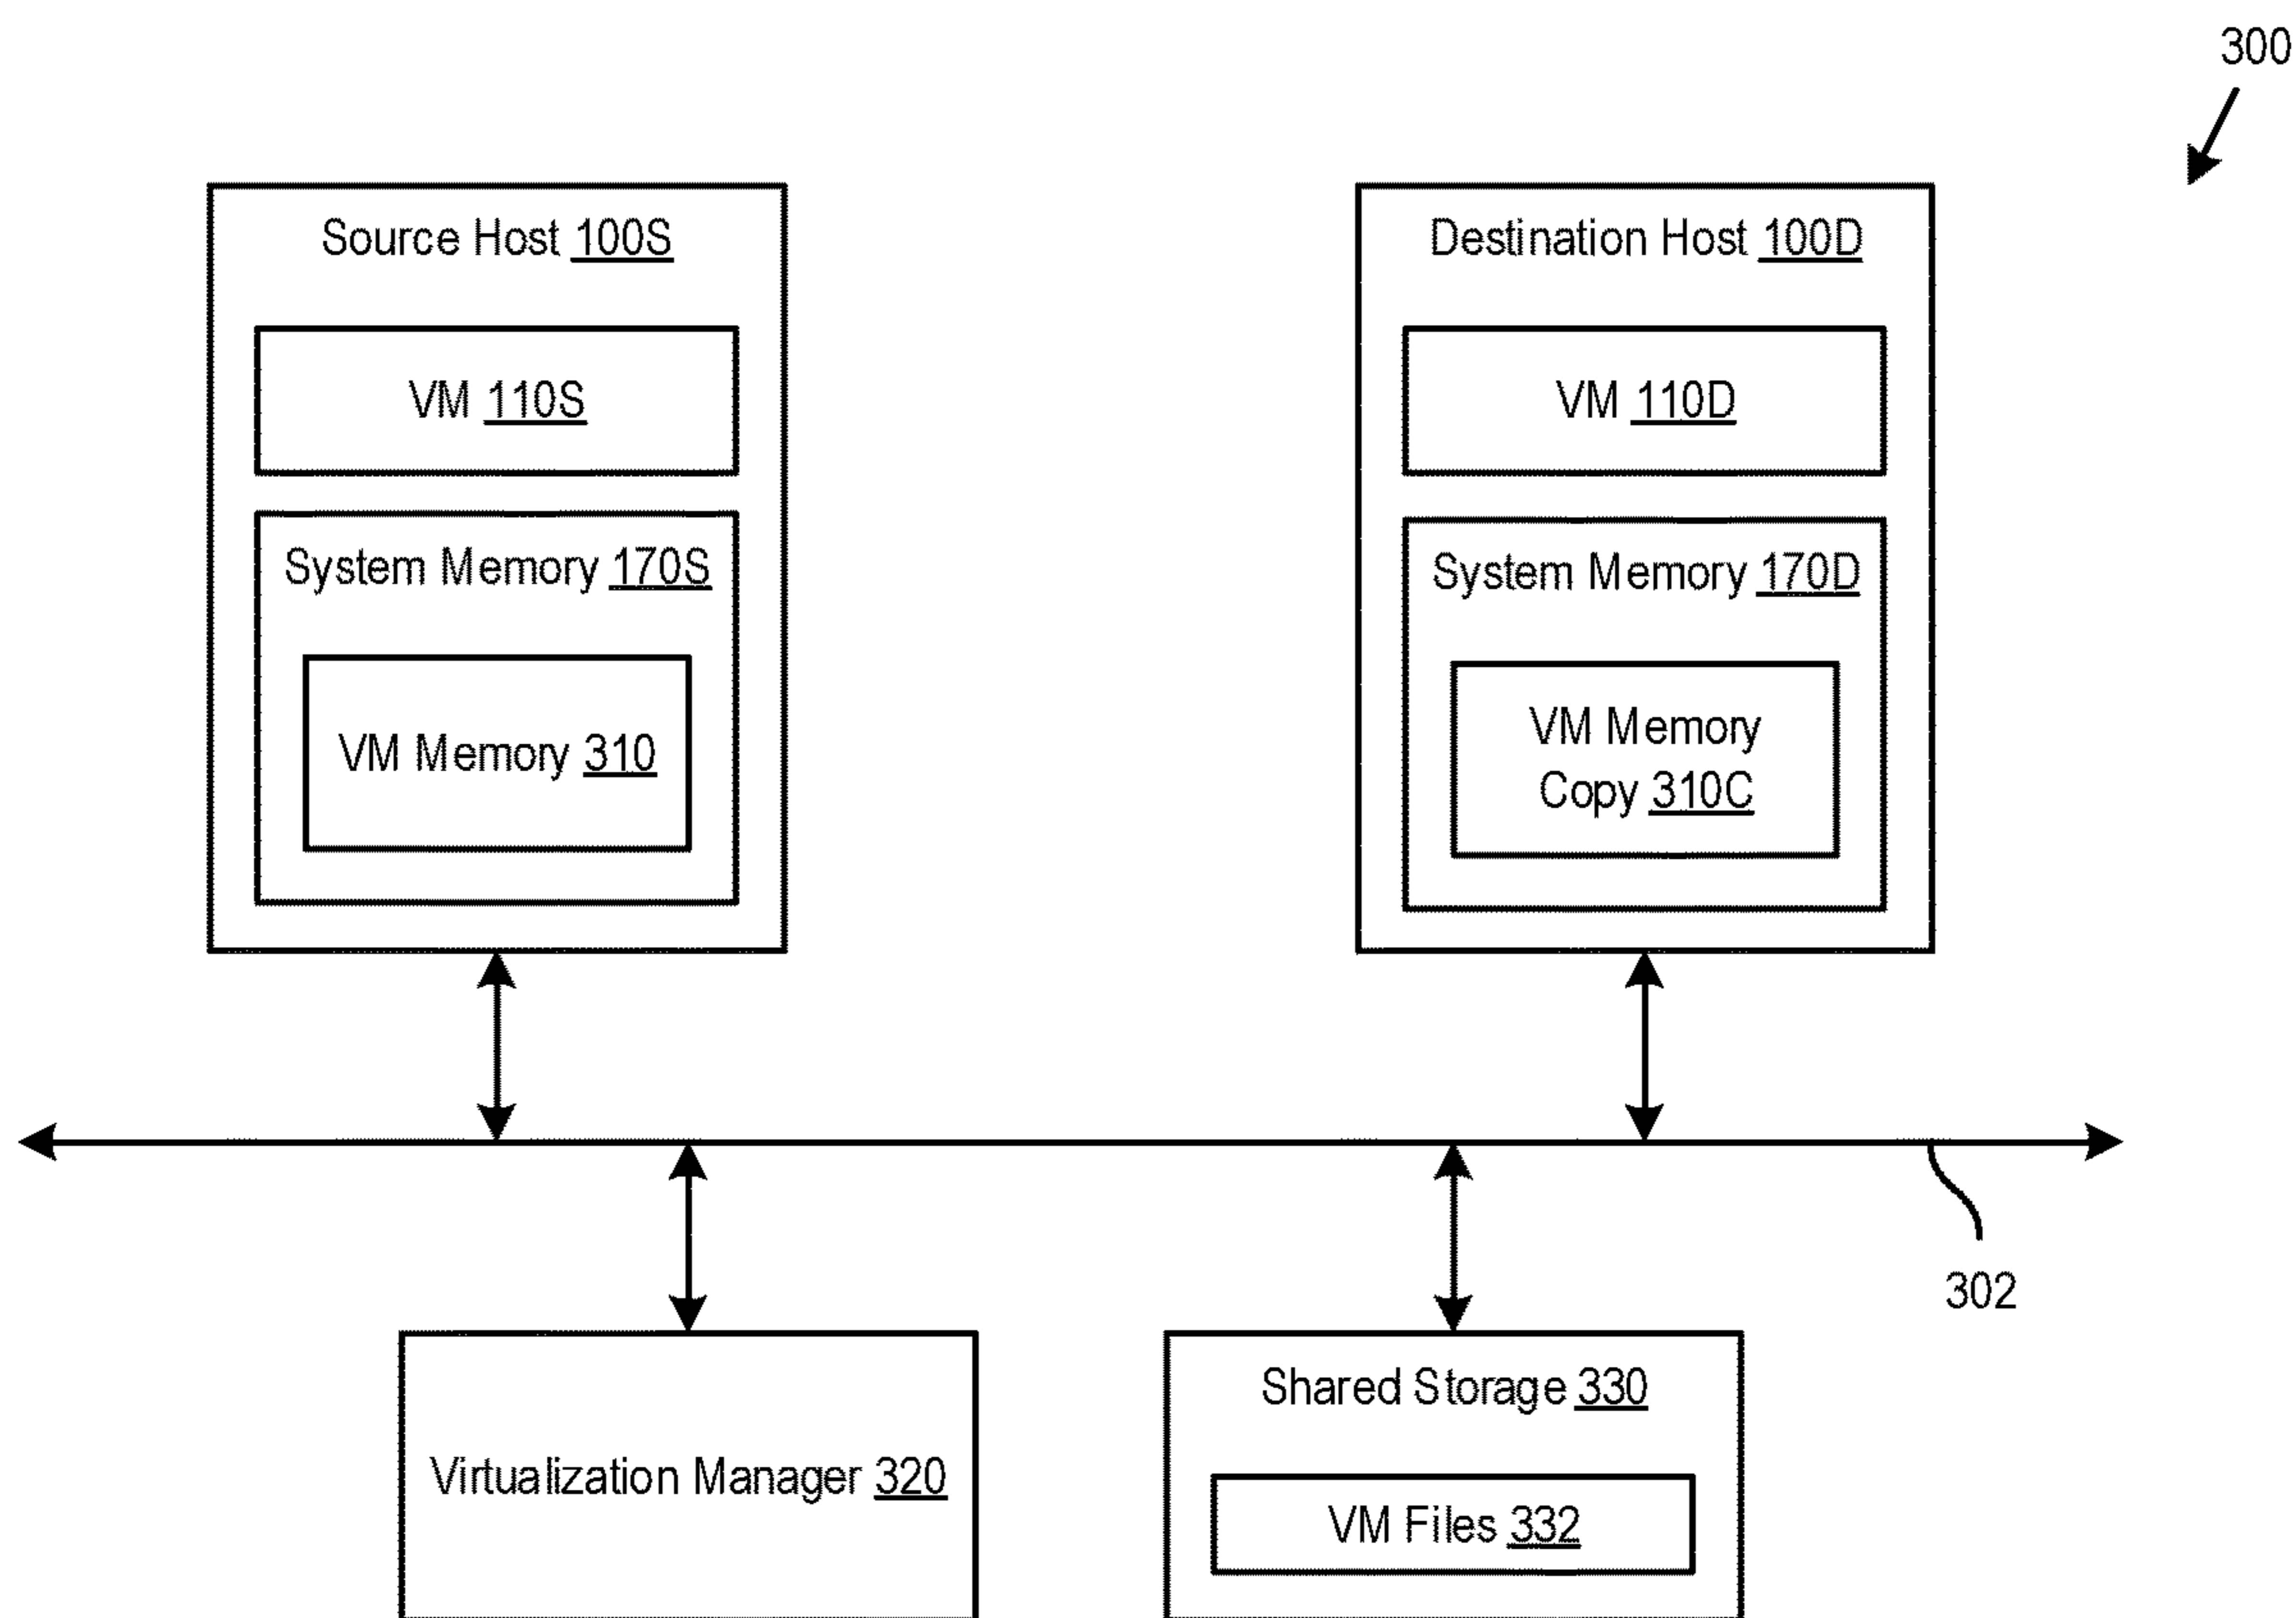 300
Source Host 100S
VM 110S
System Memory 170S
VM Memory 310
Destination Host 100D
VM 110D
System Memory 170D
VM Memory
Copy 310C
302
Virtualization Manager 320
Shared Storage 330
VM Files 332